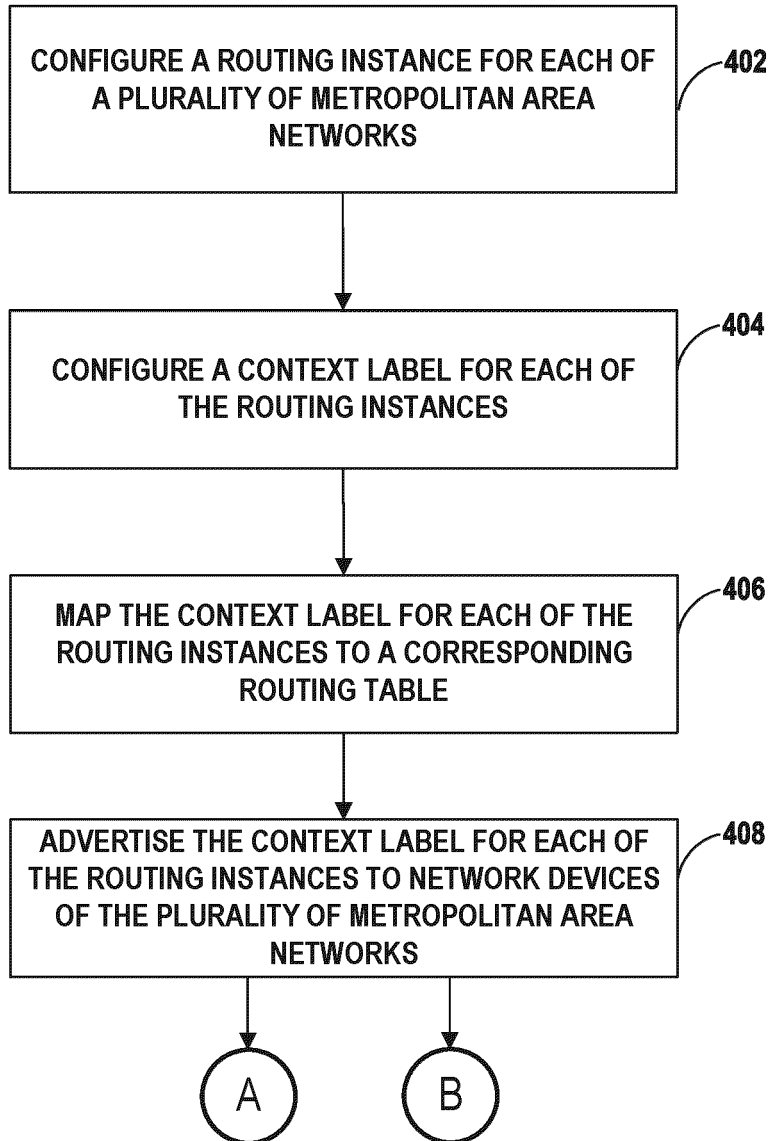 CONFIGURE A ROUTING INSTANCE FOR EACH OF
A PLURALITY OF METROPOLITAN AREA
NETWORKS
402
CONFIGURE A CONTEXT LABEL FOR EACH OF
THE ROUTING INSTANCES
404
MAP THE CONTEXT LABEL FOR EACH OF THE
ROUTING INSTANCES TO A CORRESPONDING
ROUTING TABLE
406
ADVERTISE THE CONTEXT LABEL FOR EACH OF
THE ROUTING INSTANCES TO NETWORK DEVICES
OF THE PLURALITY OF METROPOLITAN AREA
NETWORKS
408
A
B